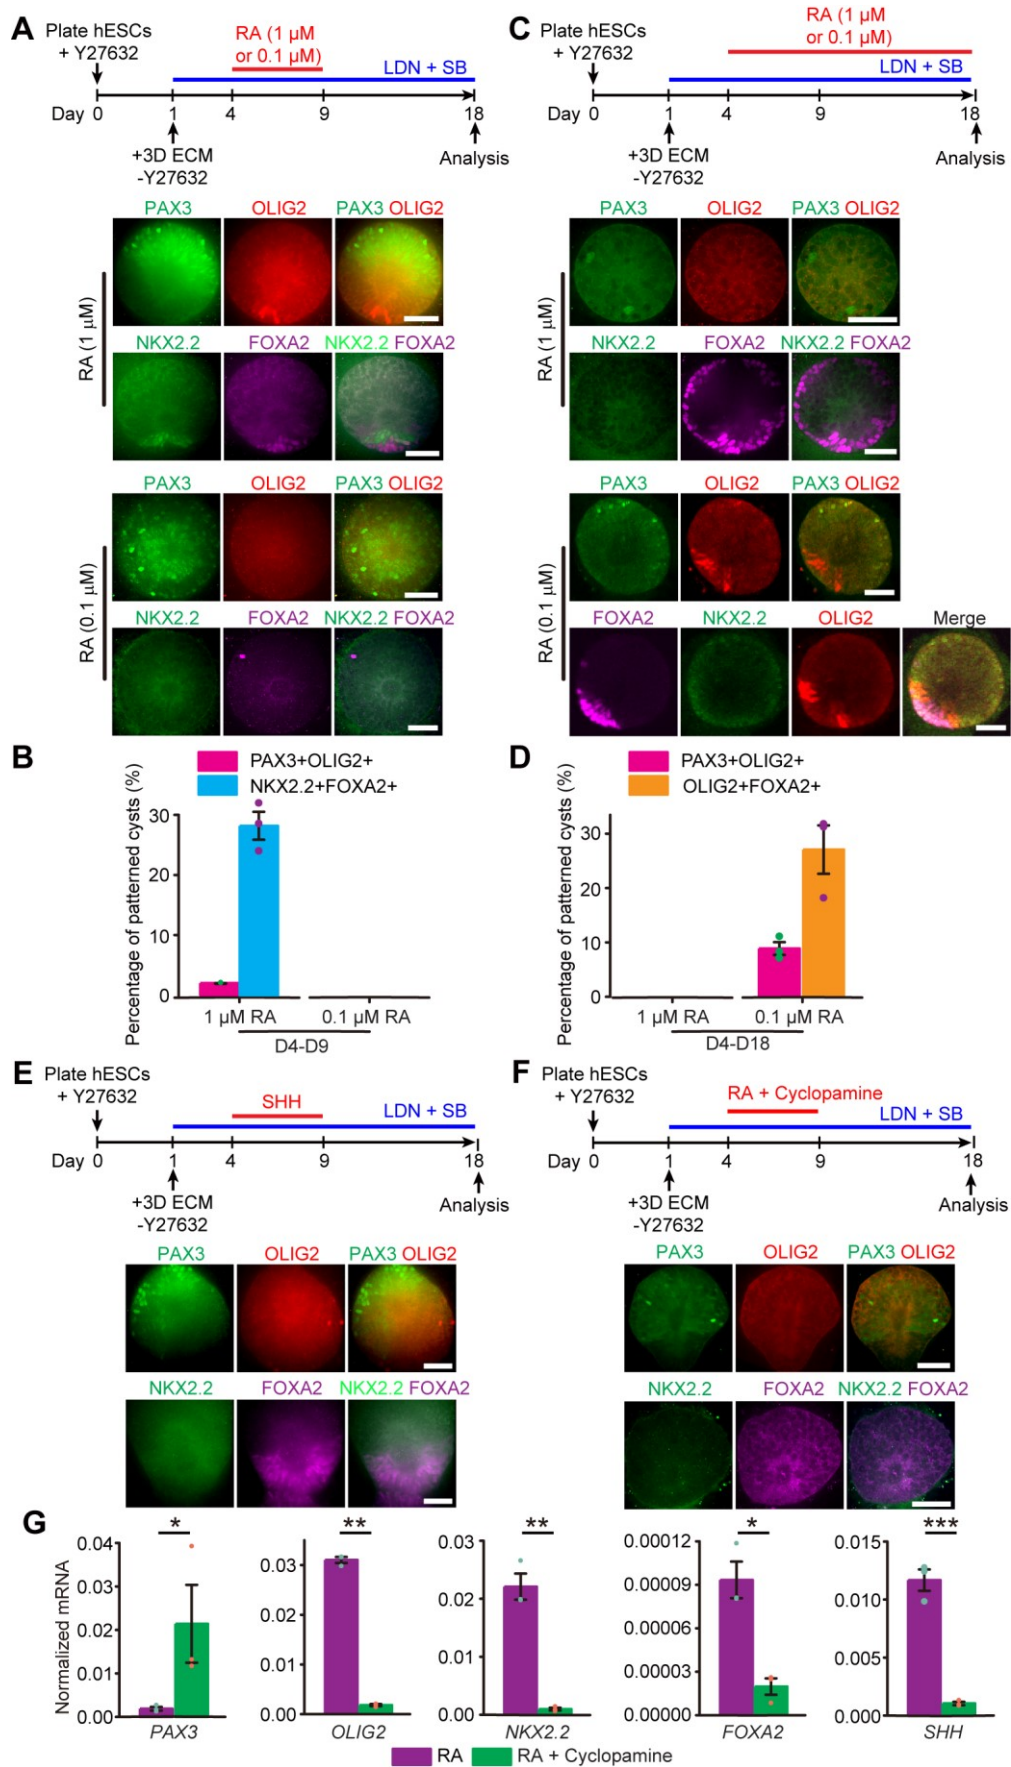 A
Plate hESCs
+ Y27632
RA (1 µM
or 0.1 µM)
LDN + SB
Day 0 1 4 9 18
+3D ECM
-Y27632
Analysis
PAX3 OLIG2 PAX3 OLIG2
RA (1 µM)
NKX2.2 FOXA2 NKX2.2 FOXA2
PAX3 OLIG2 PAX3 OLIG2
RA (0.1 µM)
NKX2.2 FOXA2 NKX2.2 FOXA2
C
Plate hESCs
+ Y27632
RA (1 µM
or 0.1 µM)
LDN + SB
Day 0 1 4 9 18
+3D ECM
-Y27632
Analysis
PAX3 OLIG2 PAX3 OLIG2
RA (1 µM)
NKX2.2 FOXA2 NKX2.2 FOXA2
PAX3 OLIG2 PAX3 OLIG2
RA (0.1 µM)
FOXA2 NKX2.2 OLIG2 Merge
B
PAX3+OLIG2+
NKX2.2+FOXA2+
Percentage of patterned cysts (%)
30
20
10
0
1 µM RA 0.1 µM RA
D4-D9
D
PAX3+OLIG2+
OLIG2+FOXA2+
Percentage of patterned cysts (%)
30
20
10
0
1 µM RA 0.1 µM RA
D4-D18
E
Plate hESCs
+ Y27632
SHH
LDN + SB
Day 0 1 4 9 18
+3D ECM
-Y27632
Analysis
PAX3 OLIG2 PAX3 OLIG2
NKX2.2 FOXA2 NKX2.2 FOXA2
F
Plate hESCs
+ Y27632
RA + Cyclopamine
LDN + SB
Day 0 1 4 9 18
+3D ECM
-Y27632
Analysis
PAX3 OLIG2 PAX3 OLIG2
NKX2.2 FOXA2 NKX2.2 FOXA2
G
Normalized mRNA
0.04
0.03
0.02
0.01
0.00
*
PAX3
0.03
0.02
0.01
0.00
**
OLIG2
0.03
0.02
0.01
0.00
**
NKX2.2
0.00012
0.00009
0.00006
0.00003
0.00000
*
FOXA2
0.015
0.010
0.005
0.000
***
SHH
RA RA + Cyclopamine